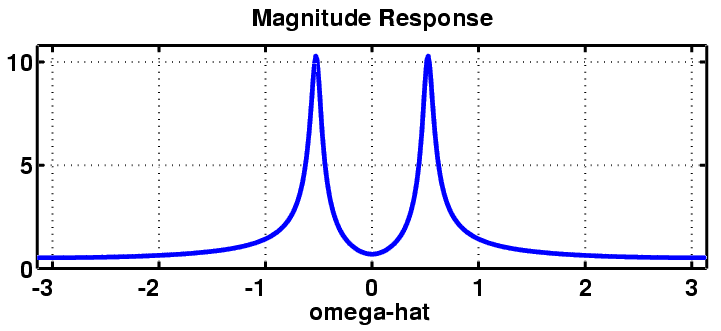 Magnitude Response
10
5
0
-3 -2 -1 0 1 2 3
omega-hat